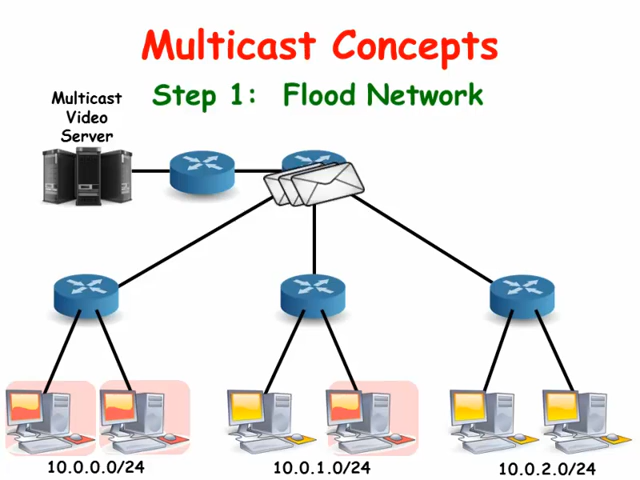 Multicast Concepts
Step 1: Flood Network
Multicast
Video
Server
10.0.0.0/24
10.0.1.0/24
10.0.2.0/24